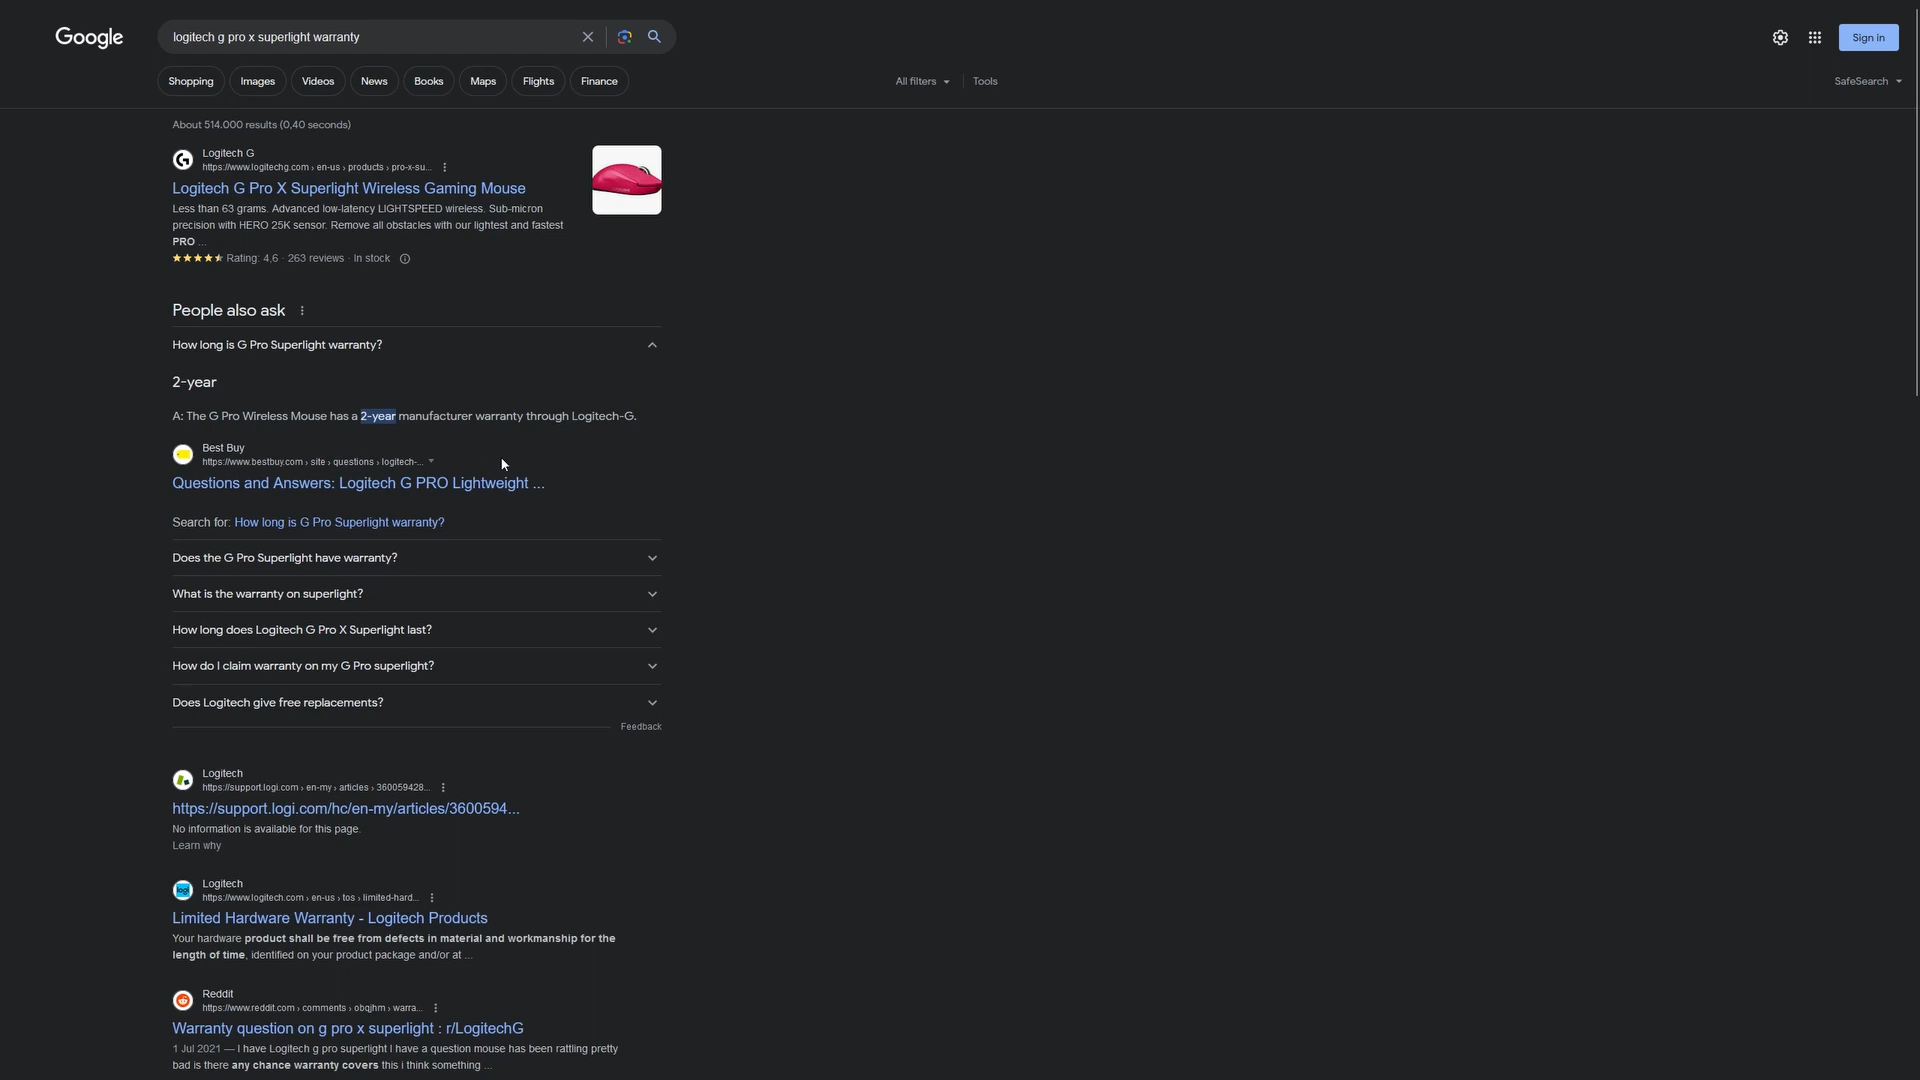 Google
logitech g pro x superlight warranty
Sign in
Shopping
Images
Videos
News
Books
Maps
Flights
Finance
All filters
Tools
SafeSearch
About 514.000 results (0,40 seconds)
Logitech G
https://www.logitechg.com › en-us › products › pro-x-su...
Logitech G Pro X Superlight Wireless Gaming Mouse
Less than 63 grams. Advanced low-latency LIGHTSPEED wireless. Sub-micron
precision with HERO 25K sensor. Remove all obstacles with our lightest and fastest
PRO ...
Rating: 4,6 · 263 reviews · In stock
People also ask
How long is G Pro Superlight warranty?
2-year
A: The G Pro Wireless Mouse has a 2-year manufacturer warranty through Logitech-G.
Best Buy
https://www.bestbuy.com › site › questions › logitech-...
Questions and Answers: Logitech G PRO Lightweight ...
Search for: How long is G Pro Superlight warranty?
Does the G Pro Superlight have warranty?
What is the warranty on superlight?
How long does Logitech G Pro X Superlight last?
How do I claim warranty on my G Pro superlight?
Does Logitech give free replacements?
Feedback
Logitech
https://support.logi.com › en-my › articles › 360059428...
https://support.logi.com/hc/en-my/articles/3600594...
No information is available for this page.
Learn why
logi
Logitech
https://www.logitech.com › en-us › tos › limited-hard...
Limited Hardware Warranty - Logitech Products
Your hardware product shall be free from defects in material and workmanship for the
length of time, identified on your product package and/or at ...
Reddit
https://www.reddit.com › comments › obqjhm › warra...
Warranty question on g pro x superlight : r/LogitechG
1 Jul 2021 — I have Logitech g pro superlight I have a question mouse has been rattling pretty
bad is there any chance warranty covers this i think something ...